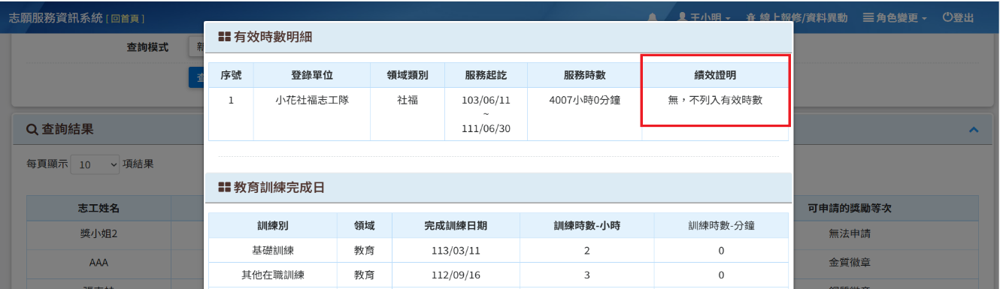 志願服務資訊系統 [ 回首頁 ]
王小明
線上報修/資料異動
角色變更
登出
查詢模式
有效時數明細
序號 登錄單位 領域類別 服務起訖 服務時數 績效證明
1 小花社福志工隊 社福 103/06/11 4007小時0分鐘 無，不列入有效時數
~
111/06/30
查詢結果
每頁顯示 10 項結果
教育訓練完成日
志工姓名
可申請的獎勵等次
訓練別 領域 完成訓練日期 訓練時數-小時 訓練時數-分鐘
獎小姐2
無法申請
基礎訓練 教育 113/03/11 2 0
AAA
金質徽章
其他在職訓練 教育 112/09/16 3 0